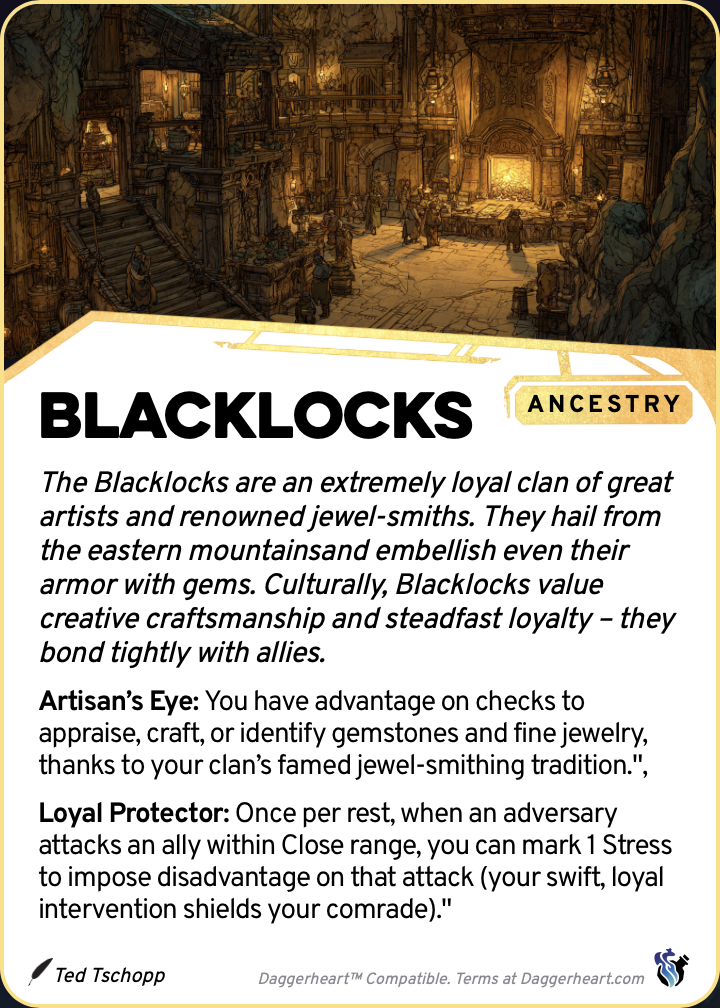 BLACKLOCKS
ANCESTRY
The Blacklocks are an extremely loyal clan of great
artists and renowned jewel-smiths. They hail from
the eastern mountainsand embellish even their
armor with gems. Culturally, Blacklocks value
creative craftsmanship and steadfast loyalty – they
bond tightly with allies.
Artisan’s Eye: You have advantage on checks to
appraise, craft, or identify gemstones and fine jewelry,
thanks to your clan’s famed jewel-smithing tradition.",
Loyal Protector: Once per rest, when an adversary
attacks an ally within Close range, you can mark 1 Stress
to impose disadvantage on that attack (your swift, loyal
intervention shields your comrade)."
Ted Tschopp
Daggerheart™ Compatible. Terms at Daggerheart.com